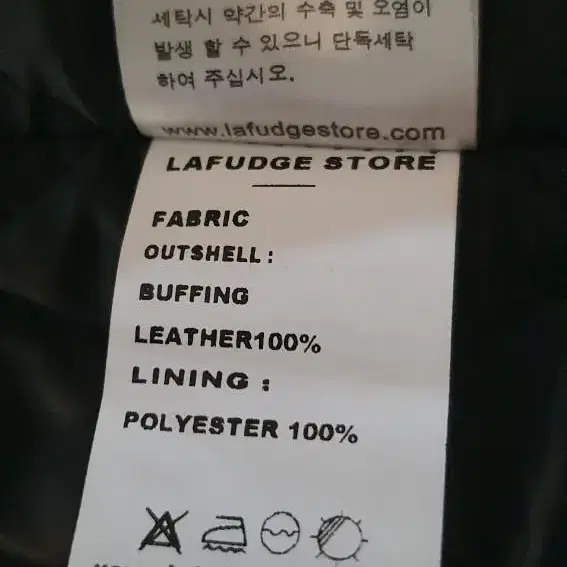 세탁시 약간의 수축 및 오염이
발생 할 수 있으니 단독세탁
하여 주십시오.
www.lafudgestore.com
LAFUDGE STORE
FABRIC
OUTSHELL :
BUFFING
LEATHER100%
LINING :
POLYESTER 100%